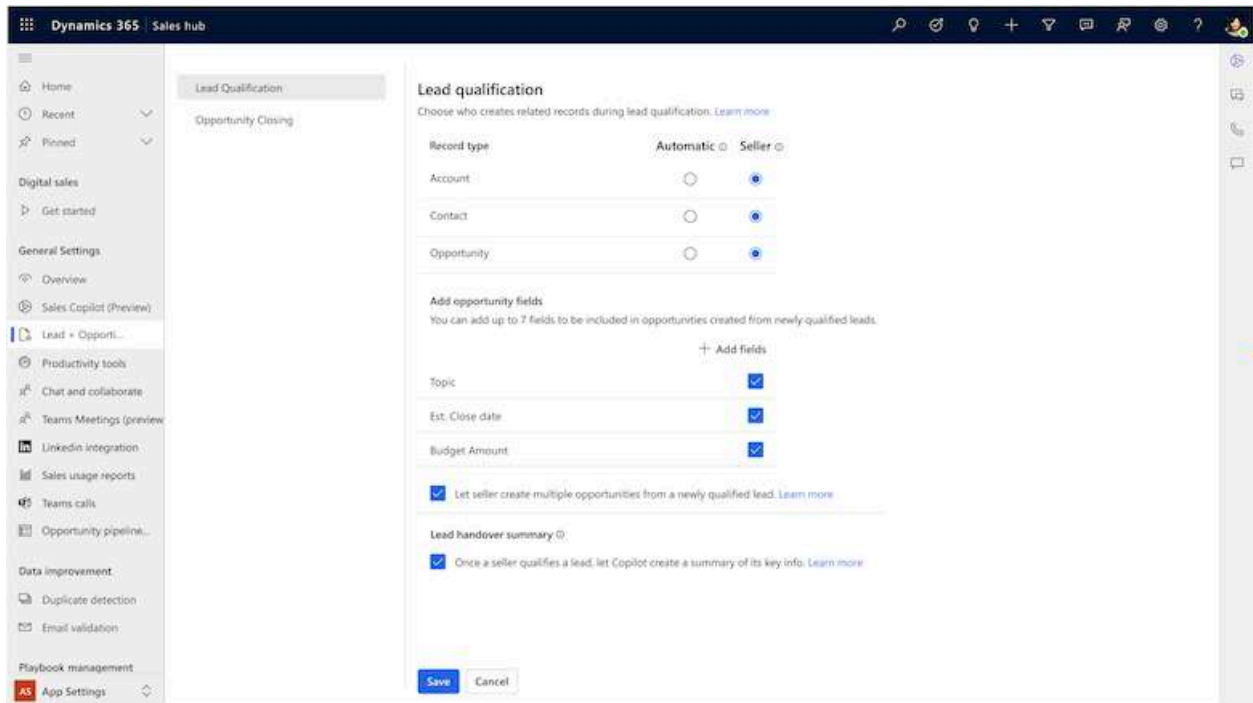 Dynamics 365 Sales hub
Home
Recent
Pinned
Digital sales
Get started
General Settings
Overview
Sales Copilot (Preview)
Lead + Opporti...
Productivity tools
Chat and collaborate
Teams Meetings (preview
in LinkedIn integration
Sales usage reports
Teams calls
Opportunity pipeline...
Data improvement
Duplicate detection
Email validation
Playbook management
AS App Settings
Lead Qualification
Opportunity Closing
Lead qualification
Choose who creates related records during lead qualification. Learn more
Record type Automatic Seller
Account
Contact
Opportunity
Add opportunity fields
You can add up to 7 fields to be included in opportunities created from newly qualified leads.
+ Add fields
Topic
Est. Close date
Budget Amount
Let seller create multiple opportunities from a newly qualified lead. Learn more
Lead handover summary
Once a seller qualifies a lead, let Copilot create a summary of its key info. Learn more
Save Cancel